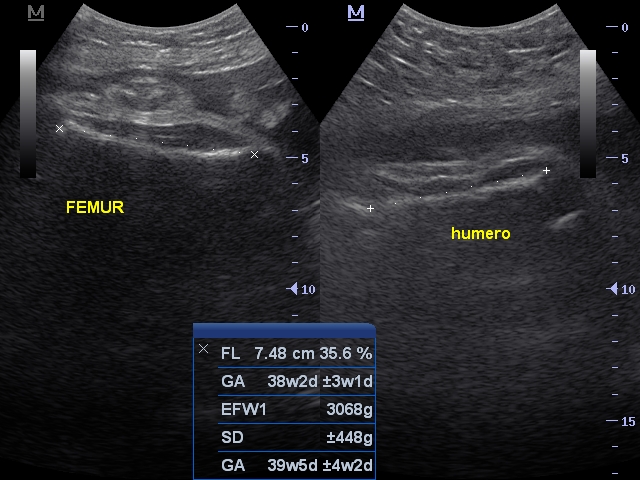 M
M
0
0
5
5
FEMUR
humero
10
10
FL 7.48 cm 35.6 %
GA 38w2d ±3w1d
EFW1 3068g
SD ±448g
GA 39w5d ±4w2d
15